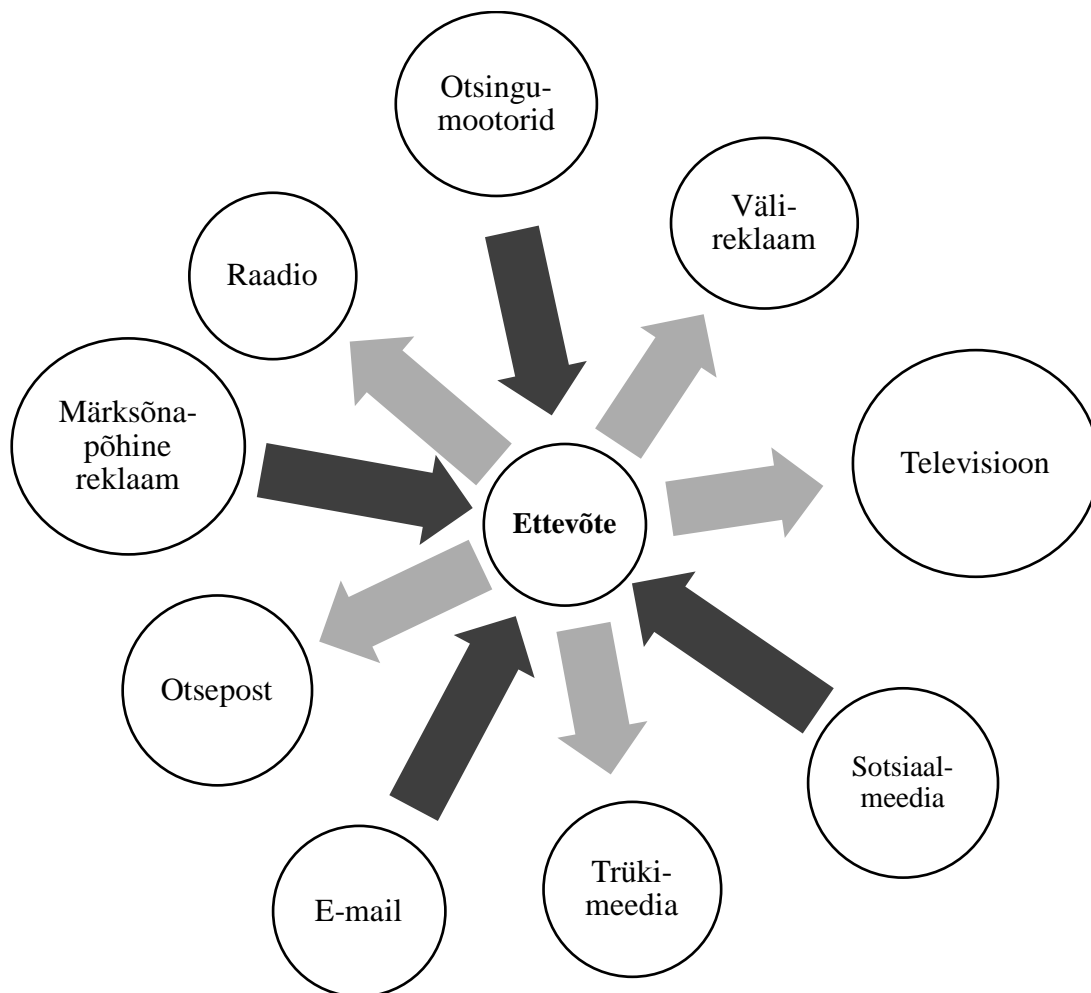 Otsingu-
mootorid
Väli-
reklaam
Raadio
Märksõna-
põhine
reklaam
Televisioon
Ettevõte
Otsepost
Sotsiaal-
meedia
Trüki-
meedia
E-mail